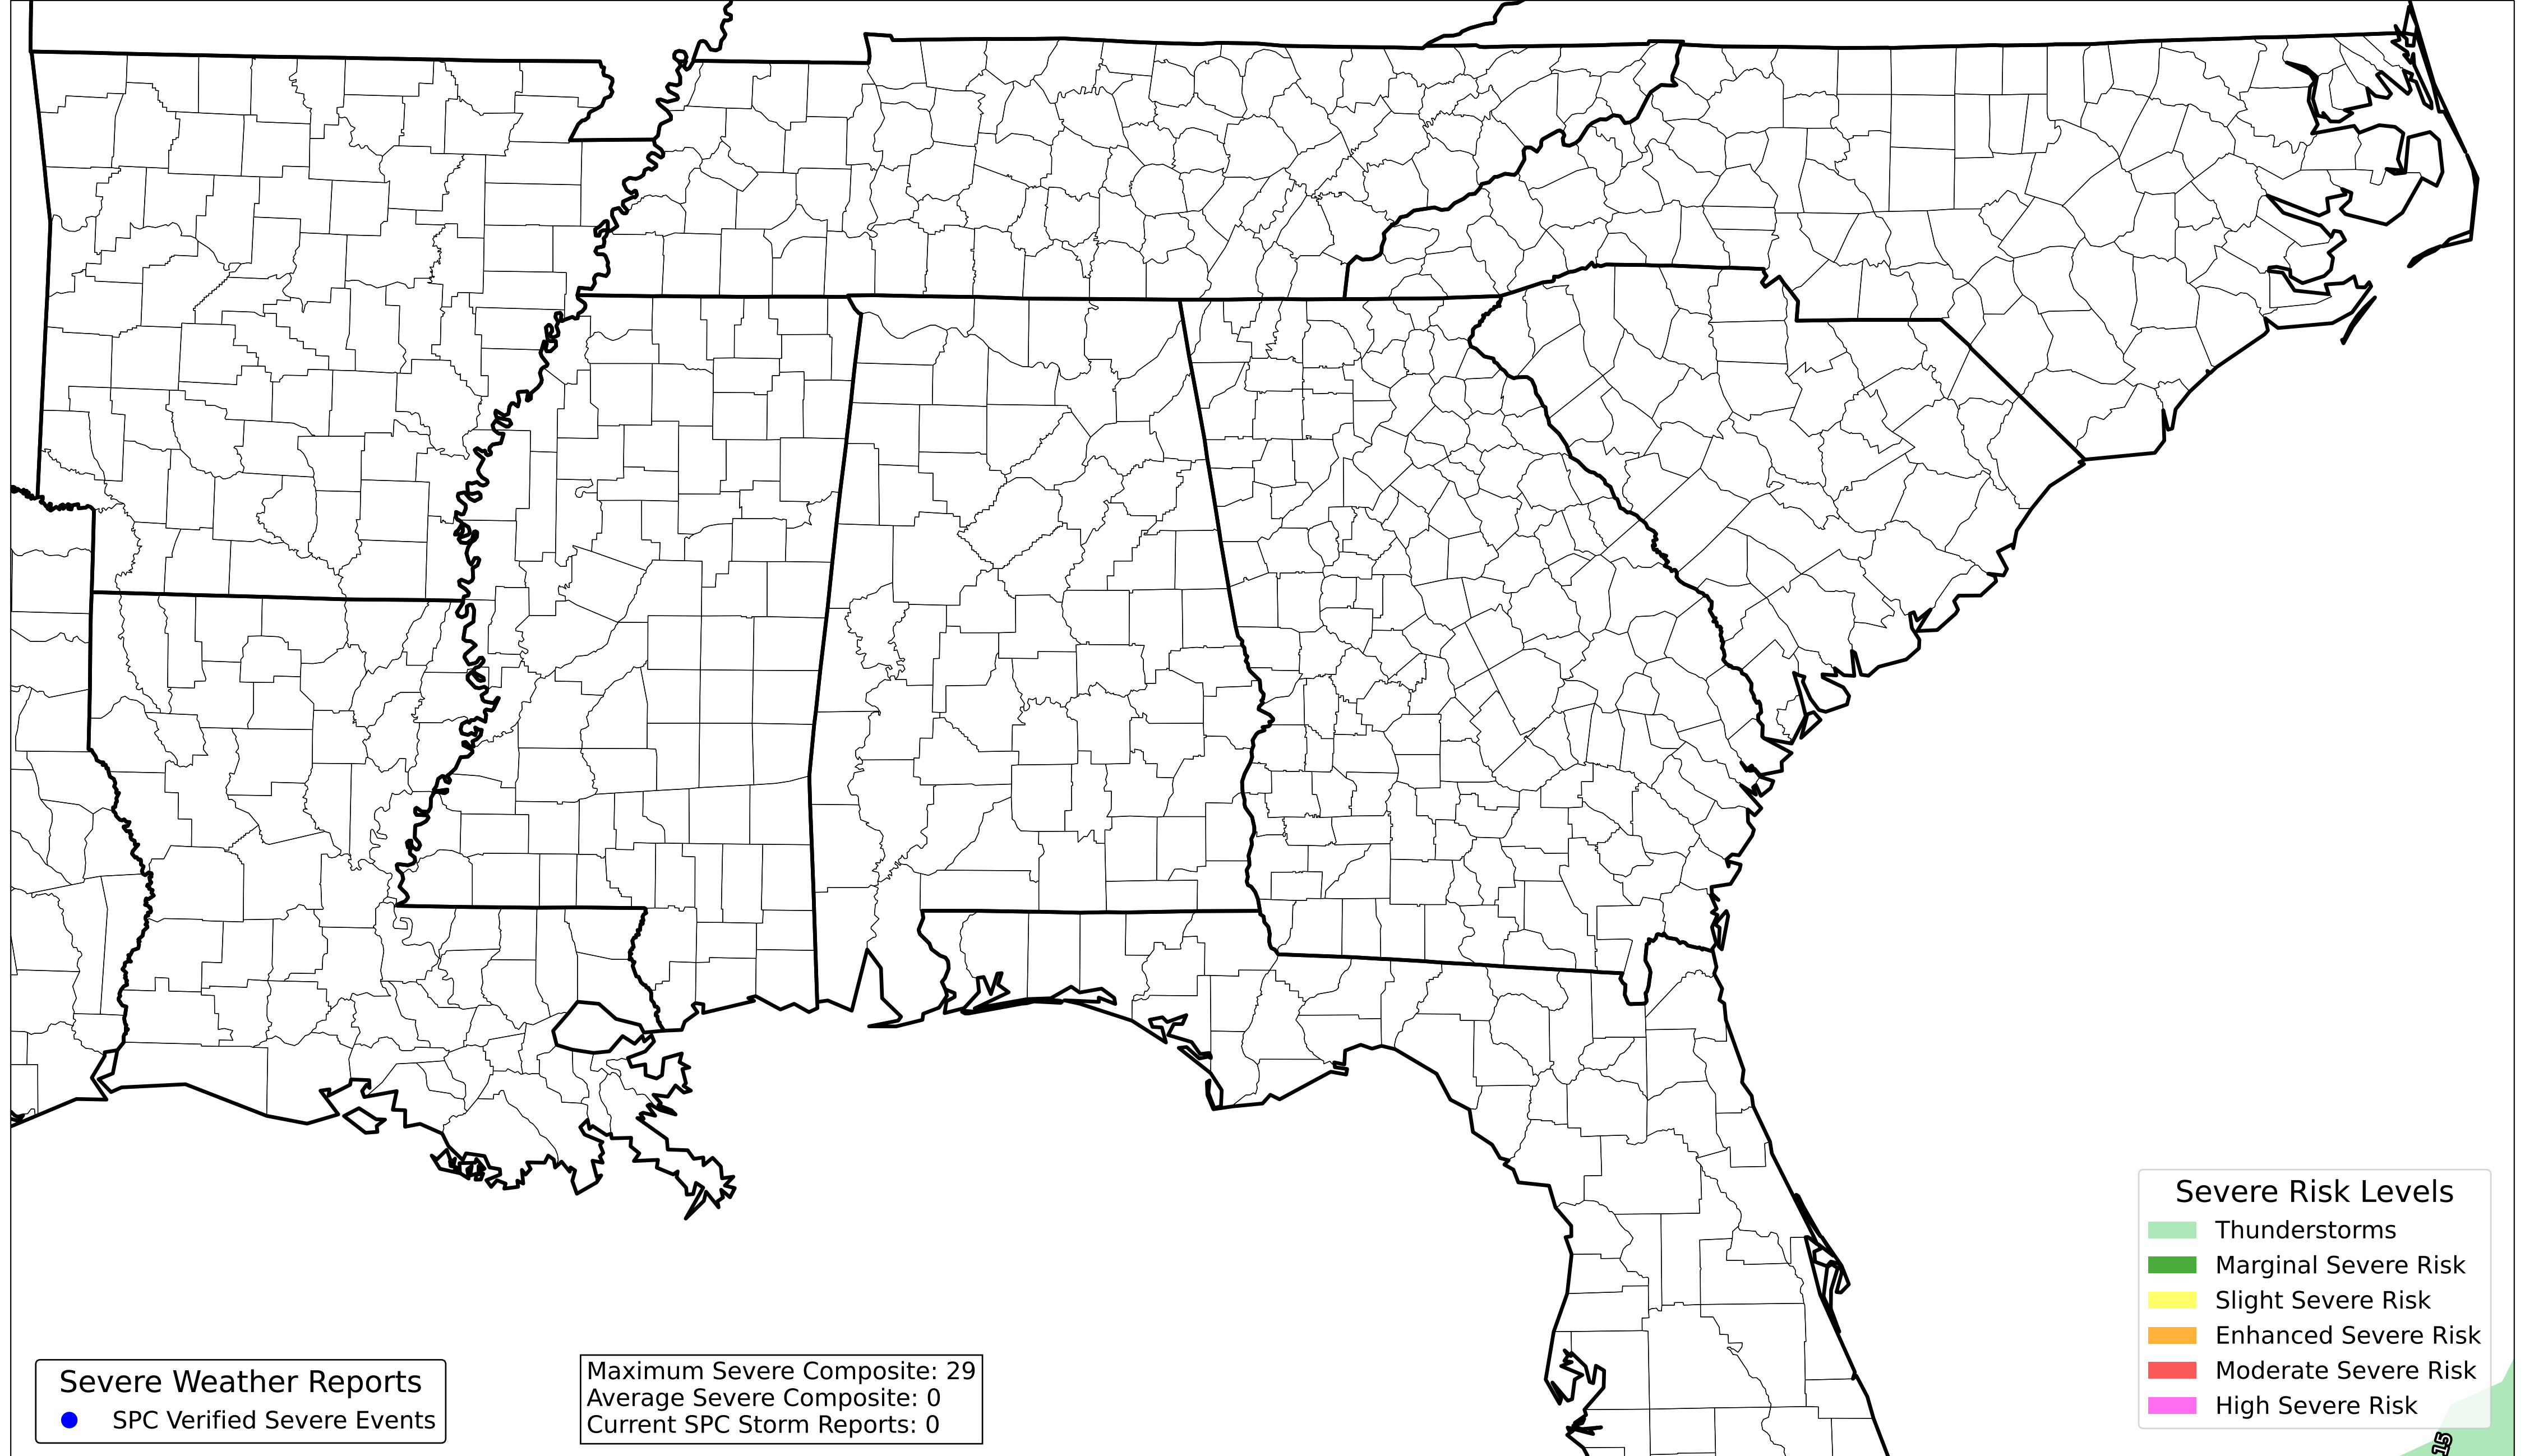 Severe Risk Levels
Thunderstorms
Marginal Severe Risk
Slight Severe Risk
Enhanced Severe Risk
Moderate Severe Risk
High Severe Risk
Severe Weather Reports
SPC Verified Severe Events
Maximum Severe Composite: 29
Average Severe Composite: 0
Current SPC Storm Reports: 0
15